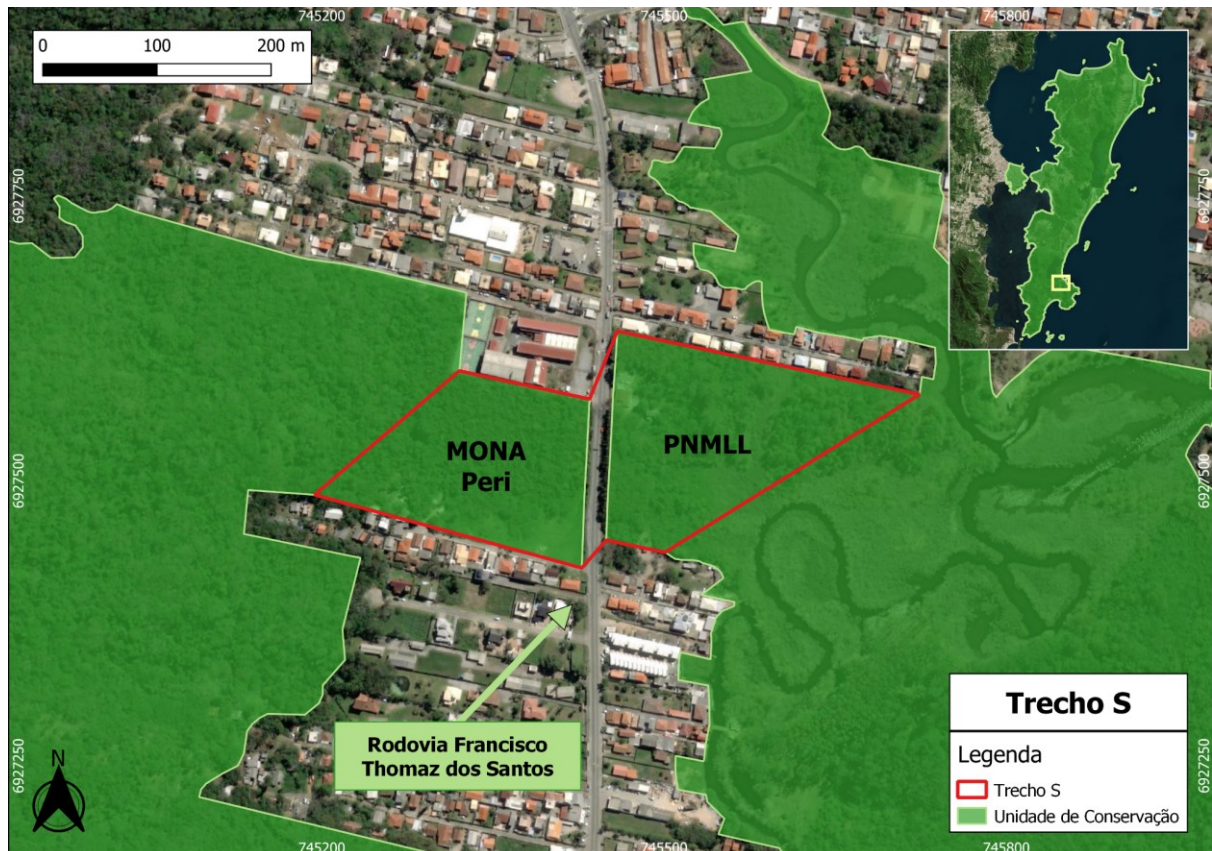 745200
745500
745800
0
100
200 m
6927750
6927750
MONA
Peri
PNMLL
6927500
6927500
Rodovia Francisco
Thomaz dos Santos
Trecho S
Legenda
Trecho S
Unidade de Conservação
N
6927250
6927250
745200
745500
745800